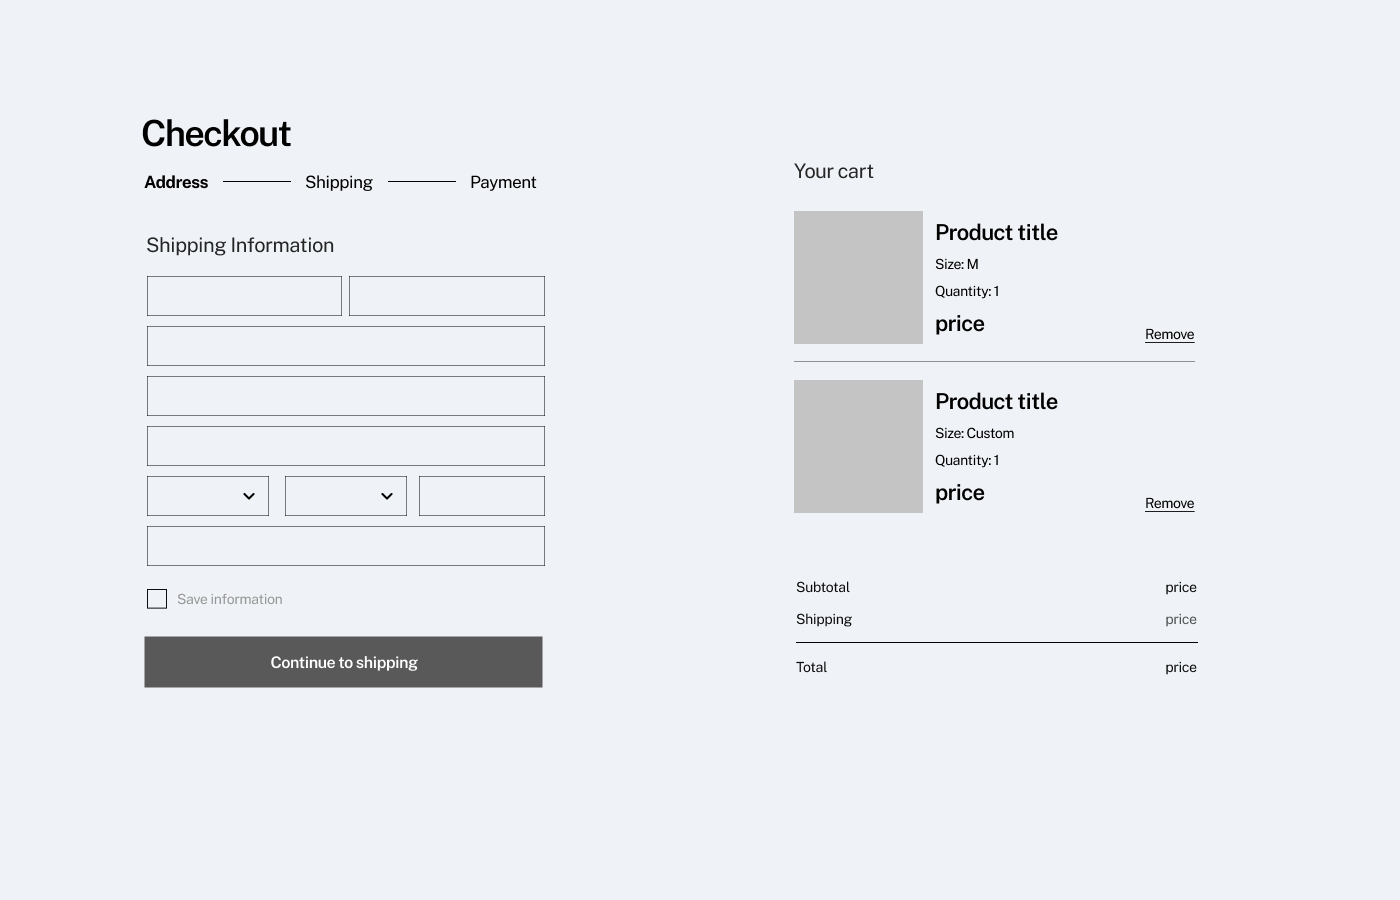 Checkout
Address Shipping Payment
Shipping Information
Save information
Continue to shipping
Your cart
Product title
Size: M
Quantity: 1
price
Remove
Product title
Size: Custom
Quantity: 1
price
Remove
Subtotal price
Shipping price
Total price